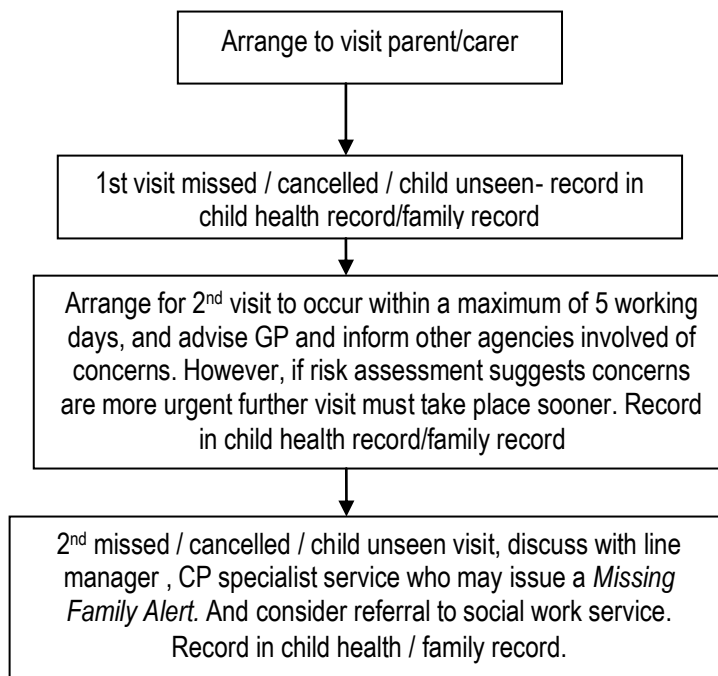 Arrange to visit parent/carer
1st visit missed / cancelled / child unseen- record in
child health record/family record
Arrange for 2nd visit to occur within a maximum of 5 working
days, and advise GP and inform other agencies involved of
concerns. However, if risk assessment suggests concerns
are more urgent further visit must take place sooner. Record
in child health record/family record
2nd missed / cancelled / child unseen visit, discuss with line
manager , CP specialist service who may issue a Missing
Family Alert. And consider referral to social work service.
Record in child health / family record.